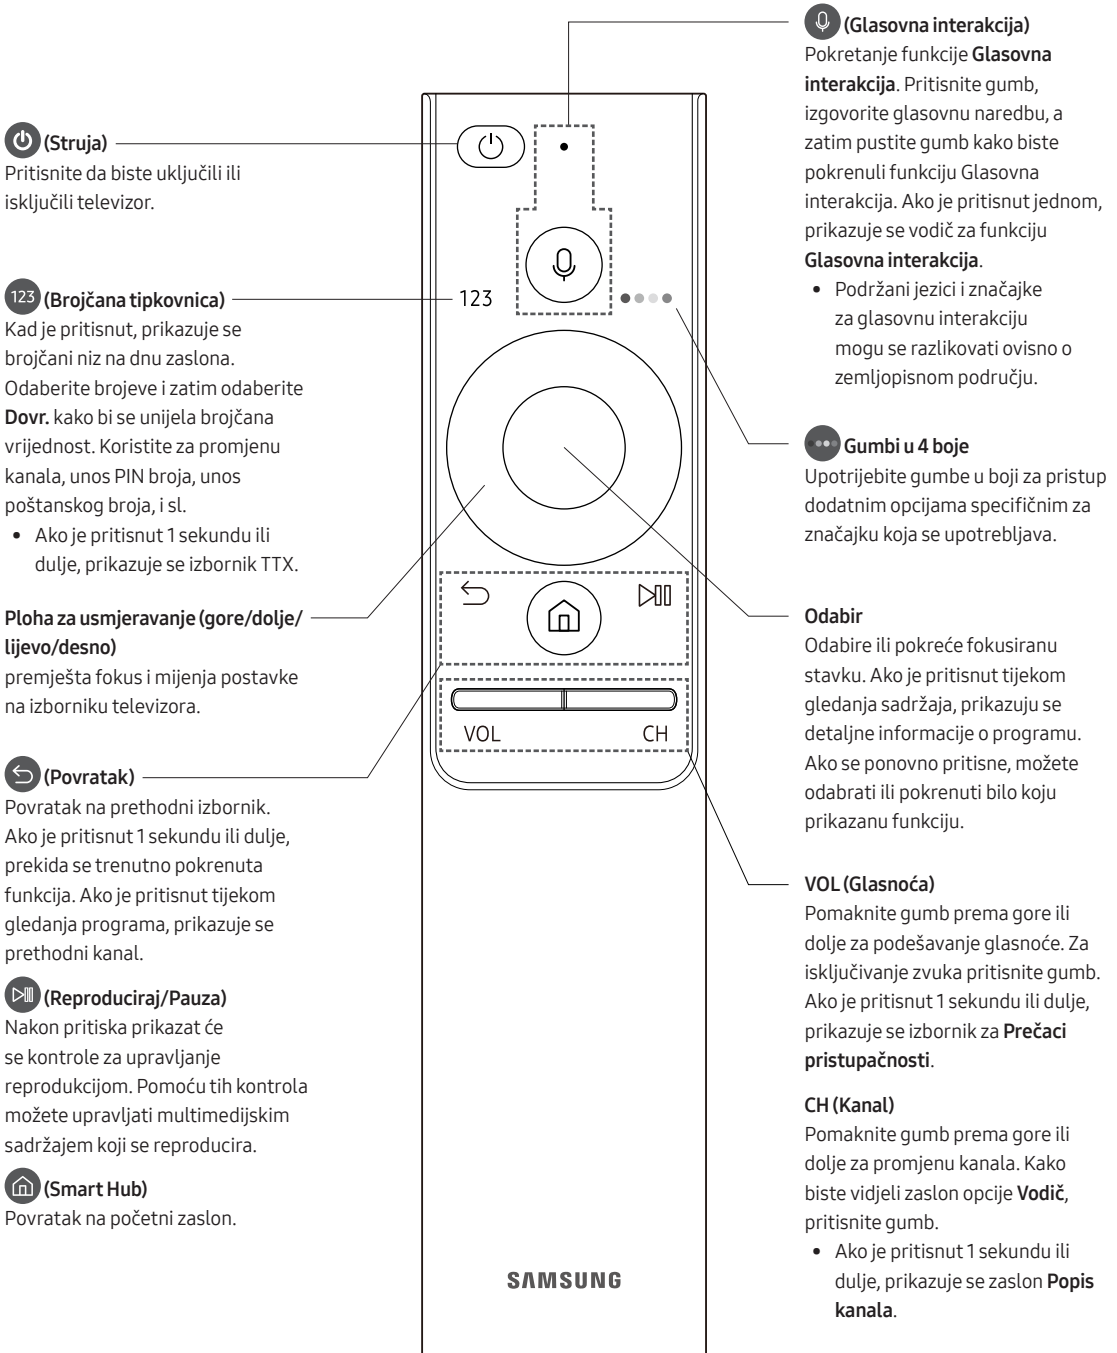 (Struja)
Pritisnite da biste uključili ili
isključili televizor.
123 (Brojčana tipkovnica)
Kad je pritisnut, prikazuje se
brojčani niz na dnu zaslona.
Odaberite brojeve i zatim odaberite
Dovr. kako bi se unijela brojčana
vrijednost. Koristite za promjenu
kanala, unos PIN broja, unos
poštanskog broja, i sl.
• Ako je pritisnut 1 sekundu ili
dulje, prikazuje se izbornik TTX.
Ploha za usmjeravanje (gore/dolje/
lijevo/desno)
premješta fokus i mijenja postavke
na izborniku televizora.
(Povratak)
Povratak na prethodni izbornik.
Ako je pritisnut 1 sekundu ili dulje,
prekida se trenutno pokrenuta
funkcija. Ako je pritisnut tijekom
gledanja programa, prikazuje se
prethodni kanal.
(Reproduciraj/Pauza)
Nakon pritiska prikazat će
se kontrole za upravljanje
reprodukcijom. Pomoću tih kontrola
možete upravljati multimedijskim
sadržajem koji se reproducira.
(Smart Hub)
Povratak na početni zaslon.
123
VOL
CH
SAMSUNG
(Glasovna interakcija)
Pokretanje funkcije Glasovna
interakcija. Pritisnite gumb,
izgovorite glasovnu naredbu, a
zatim pustite gumb kako biste
pokrenuli funkciju Glasovna
interakcija. Ako je pritisnut jednom,
prikazuje se vodič za funkciju
Glasovna interakcija.
• Podržani jezici i značajke
za glasovnu interakciju
mogu se razlikovati ovisno o
zemljopisnom području.
Gumbi u 4 boje
Upotrijebite gumbe u boji za pristup
dodatnim opcijama specifičnim za
značajku koja se upotrebljava.
Odabir
Odabire ili pokreće fokusiranu
stavku. Ako je pritisnut tijekom
gledanja sadržaja, prikazuju se
detaljne informacije o programu.
Ako se ponovno pritisne, možete
odabrati ili pokrenuti bilo koju
prikazanu funkciju.
VOL (Glasnoća)
Pomaknite gumb prema gore ili
dolje za podešavanje glasnoće. Za
isključivanje zvuka pritisnite gumb.
Ako je pritisnut 1 sekundu ili dulje,
prikazuje se izbornik za Prečaci
pristupačnosti.
CH (Kanal)
Pomaknite gumb prema gore ili
dolje za promjenu kanala. Kako
biste vidjeli zaslon opcije Vodič,
pritisnite gumb.
• Ako je pritisnut 1 sekundu ili
dulje, prikazuje se zaslon Popis
kanala.